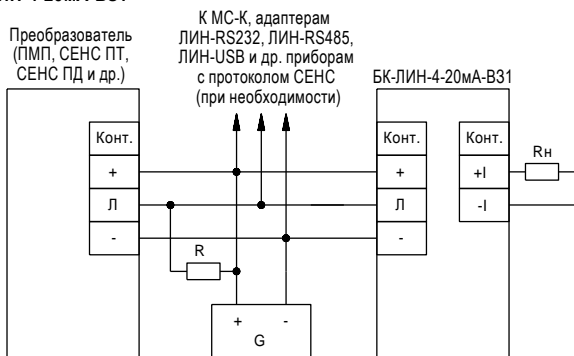 К МС-К, адаптерам
ЛИН-RS232, ЛИН-RS485,
ЛИН-USB и др. приборам
с протоколом СЕНС
(при необходимости)
Преобразователь
(ПМП, СЕНС ПТ,
СЕНС ПД и др.)
БК-ЛИН-4-20мА-ВЗ1
Конт.
+
Л
-
Конт.
+
Л
-
Конт.
+I
-I
Rн
R
+ -
G